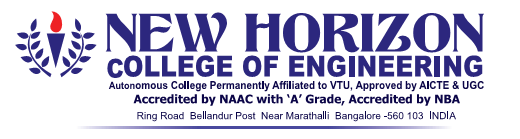 NEW HORIZON
COLLEGE OF ENGINEERING
Autonomous College Permanently Affiliated to VTU, Approved by AICTE & UGC
Accredited by NAAC with ‘A’ Grade, Accredited by NBA
Ring Road Bellandur Post Near Marathalli Bangalore -560 103 INDIA